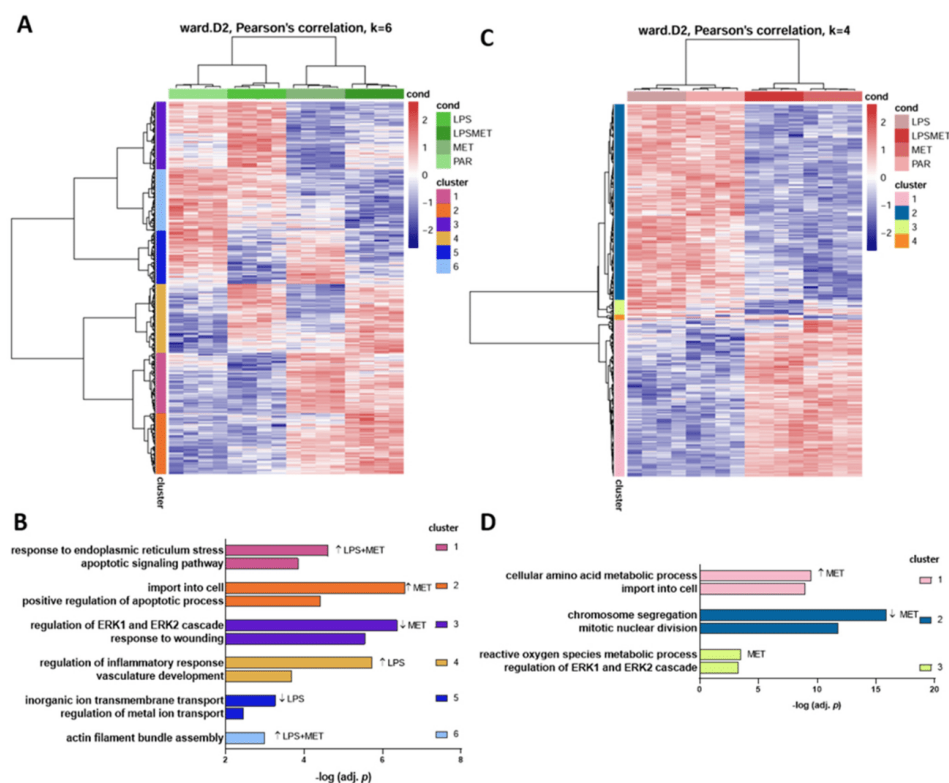 A
ward.D2, Pearson's correlation, k=6
cond
2
1
0
−1
−2
cond
LPS
LPSMET
MET
PAR
cluster
1
2
3
4
5
6
cluster
C
ward.D2, Pearson's correlation, k=4
cond
2
1
0
−1
−2
cond
LPS
LPSMET
MET
PAR
cluster
1
2
3
4
cluster
B
cluster
response to endoplasmic reticulum stress
↑ LPS+MET
1
apoptotic signaling pathway
import into cell
↑ MET
2
positive regulation of apoptotic process
regulation of ERK1 and ERK2 cascade
↓ MET
3
response to wounding
regulation of inflammatory response
↑ LPS
4
vasculature development
inorganic ion transmembrane transport
↓ LPS
5
regulation of metal ion transport
actin filament bundle assembly
↑ LPS+MET
6
2 4 6 8
-log (adj. p)
D
cluster
cellular amino acid metabolic process
↑ MET
1
import into cell
chromosome segregation
↓ MET
2
mitotic nuclear division
reactive oxygen species metabolic process
MET
regulation of ERK1 and ERK2 cascade
3
0 5 10 15 20
-log (adj. p)